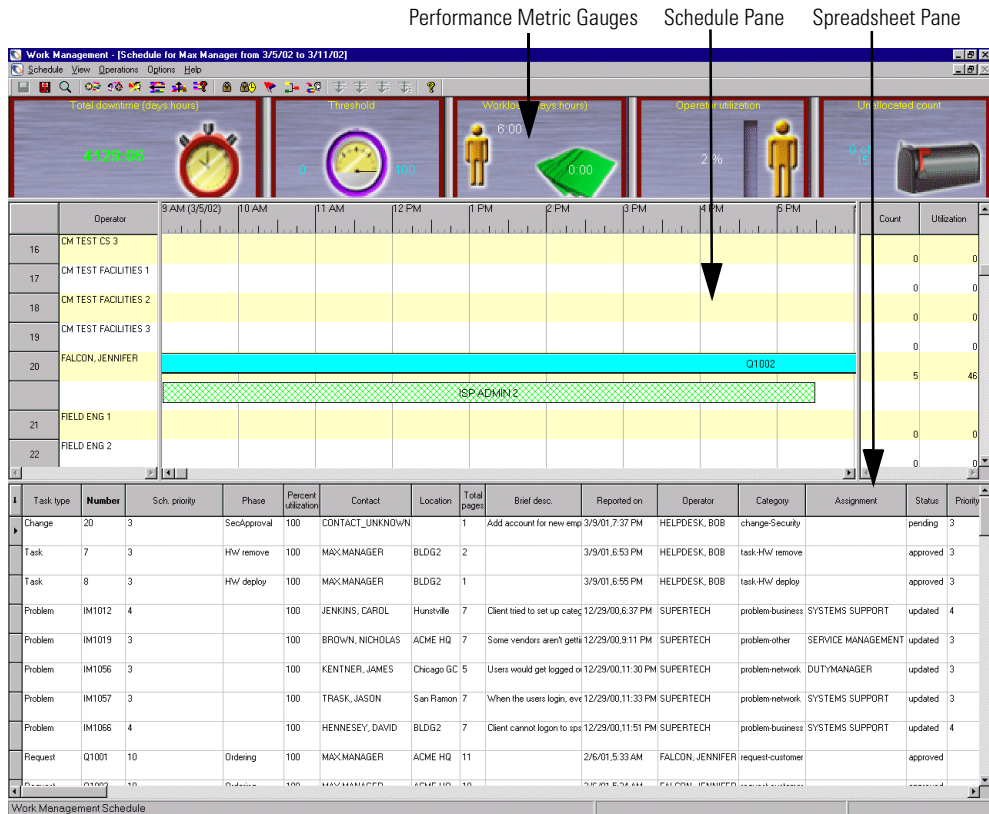 Performance Metric Gauges Schedule Pane Spreadsheet Pane
Work Management - [Schedule for Max Manager from 3/5/02 to 3/11/02]
Schedule View Operations Options Help
Total downtime (days:hours) Threshold Workload (days:hours) Operator utilization Unallocated count
4129:06 0 100 6:00 0:00 2 % 0 of 15
Operator 9 AM (3/5/02) 10 AM 11 AM 12 PM 1 PM 2 PM 3 PM 4 PM 5 PM Count Utilization
16 CM TEST CS 3 0 0
17 CM TEST FACILITIES 1 0 0
18 CM TEST FACILITIES 2 0 0
19 CM TEST FACILITIES 3 0 0
20 FALCON, JENNIFER Q1002 5 46
ISP ADMIN 2
21 FIELD ENG 1 0 0
22 FIELD ENG 2 0 0
Task type Number Sch. priority Phase Percent utilization Contact Location Total pages Brief desc. Reported on Operator Category Assignment Status Priority
Change 20 3 SecApproval 100 CONTACT_UNKNOWN 1 Add account for new emp 3/9/01,7:37 PM HELPDESK, BOB change-Security pending 3
Task 7 3 HW remove 100 MAX.MANAGER BLDG2 2 3/9/01,6:53 PM HELPDESK, BOB task-HW remove approved 3
Task 8 3 HW deploy 100 MAX.MANAGER BLDG2 1 3/9/01,6:55 PM HELPDESK, BOB task-HW deploy approved 3
Problem IM1012 4 100 JENKINS, CAROL Hunstville 7 Client tried to set up categ 12/29/00,6:37 PM SUPERTECH problem-business SYSTEMS SUPPORT updated 4
Problem IM1019 3 100 BROWN, NICHOLAS ACME HQ 7 Some vendors aren't getti 12/29/00,9:11 PM SUPERTECH problem-other SERVICE MANAGEMENT updated 3
Problem IM1056 3 100 KENTNER, JAMES Chicago GC 5 Users would get logged o 12/29/00,11:30 PM SUPERTECH problem-network DUTYMANAGER updated 3
Problem IM1057 3 100 TRASK, JASON San Ramon 7 When the users login, eve 12/29/00,11:33 PM SUPERTECH problem-network SYSTEMS SUPPORT updated 3
Problem IM1066 4 100 HENNESEY, DAVID BLDG2 7 Client cannot logon to sps 12/29/00,11:51 PM SUPERTECH problem-business SYSTEMS SUPPORT updated 4
Request Q1001 10 Ordering 100 MAX.MANAGER ACME HQ 11 2/6/01,5:33 AM FALCON, JENNIFER request-customer approved
Work Management Schedule